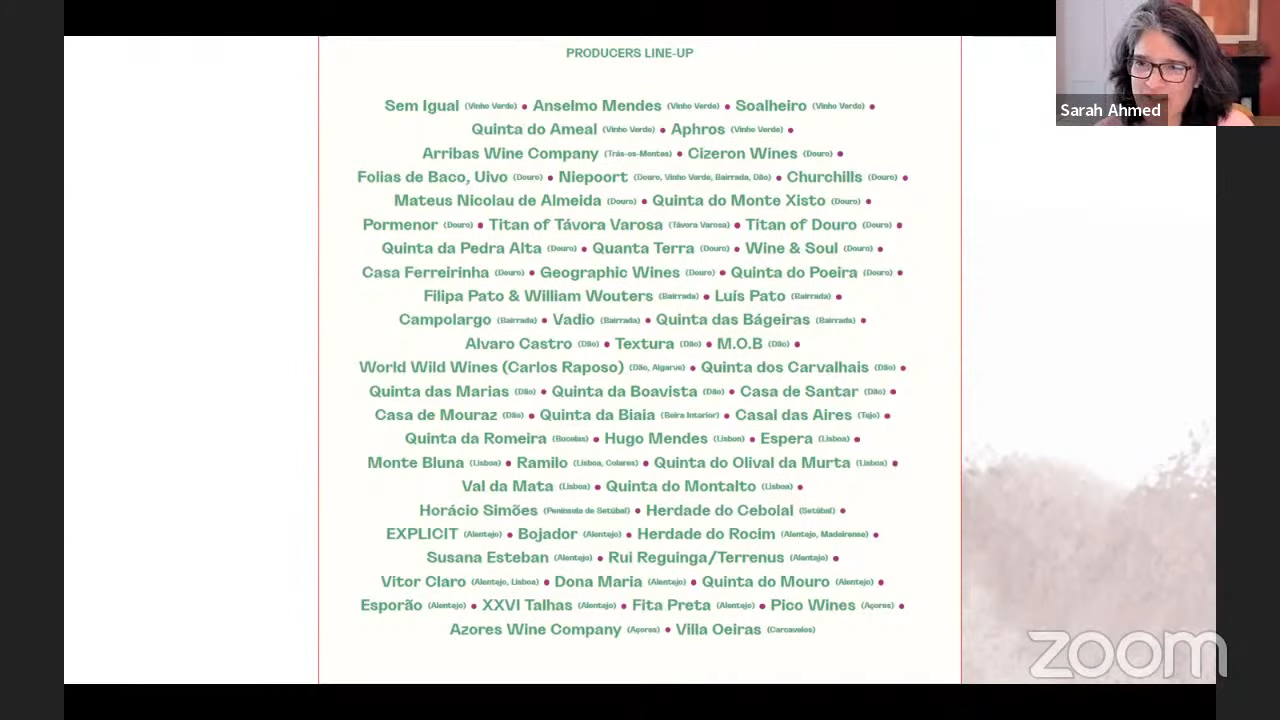 PRODUCERS LINE-UP
Sem Igual (Vinho Verde) • Anselmo Mendes (Vinho Verde) • Soalheiro (Vinho Verde) •
Quinta do Ameal (Vinho Verde) • Aphros (Vinho Verde) •
Arribas Wine Company (Trás-os-Montes) • Cizeron Wines (Douro) •
Folias de Baco, Uivo (Douro) • Niepoort (Douro, Vinho Verde, Bairrada, Dão) • Churchills (Douro) •
Mateus Nicolau de Almeida (Douro) • Quinta do Monte Xisto (Douro) •
Pormenor (Douro) • Titan of Távora Varosa (Távora Varosa) • Titan of Douro (Douro) •
Quinta da Pedra Alta (Douro) • Quanta Terra (Douro) • Wine & Soul (Douro) •
Casa Ferreirinha (Douro) • Geographic Wines (Douro) • Quinta do Poeira (Douro) •
Filipa Pato & William Wouters (Bairrada) • Luís Pato (Bairrada) •
Campolargo (Bairrada) • Vadio (Bairrada) • Quinta das Bágeiras (Bairrada) •
Alvaro Castro (Dão) • Textura (Dão) • M.O.B (Dão) •
World Wild Wines (Carlos Raposo) (Dão, Algarve) • Quinta dos Carvalhais (Dão) •
Quinta das Marias (Dão) • Quinta da Boavista (Dão) • Casa de Santar (Dão) •
Casa de Mouraz (Dão) • Quinta da Biaia (Beira Interior) • Casal das Aires (Tejo) •
Quinta da Romeira (Bucelas) • Hugo Mendes (Lisbon) • Espera (Lisboa) •
Monte Bluna (Lisboa) • Ramilo (Lisboa, Colares) • Quinta do Olival da Murta (Lisboa) •
Val da Mata (Lisboa) • Quinta do Montalto (Lisboa) •
Horácio Simões (Península de Setúbal) • Herdade do Cebolal (Setúbal) •
EXPLICIT (Alentejo) • Bojador (Alentejo) • Herdade do Rocim (Alentejo, Madeirense) •
Susana Esteban (Alentejo) • Rui Reguinga/Terrenus (Alentejo) •
Vitor Claro (Alentejo, Lisboa) • Dona Maria (Alentejo) • Quinta do Mouro (Alentejo) •
Esporão (Alentejo) • XXVI Talhas (Alentejo) • Fita Preta (Alentejo) • Pico Wines (Açores) •
Azores Wine Company (Açores) • Villa Oeiras (Carcavelos)
Sarah Ahmed
zoom